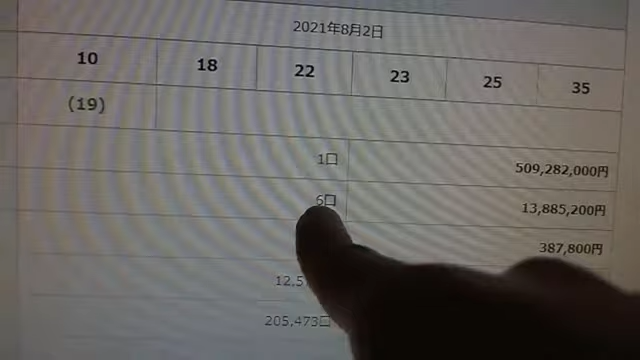 2021年8月2日
10 18 22 23 25 35
(19)
1口 509,282,000円
6口 13,885,200円
387,800円
12.5
205,473口